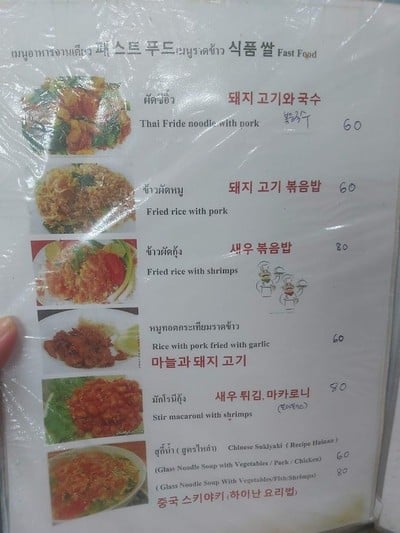 เมนูอาหารจานเดียว 패스트 푸드เมนูราดข้าว 식품 쌀 Fast Food
ผัดซีอิ๋ว 돼지 고기와 국수
Thai Fride noodle with pork 60
ข้าวผัดหมู 돼지 고기 볶음밥 60
Fried rice with pork
ข้าวผัดกุ้ง 새우 볶음밥 80
Fried rice with shrimps
หมูทอดกระเทียมราดข้าว
Rice with pork fried with garlic 60
마늘과 돼지 고기
มักโรนีกุ้ง 새우 튀김, 마카로니 80
Stir macaroni with shrimps
สุกี้น้ำ ( สูตรไหลำ ) Chinese Sukiyaki ( Recipe Hainan )
(Glass Noodle Soup with Vegetables / Pork / Chicken) 60
(Glass Noodle Soup With Vegetables/Fish/Shrimps) 80
중국 스키야키 (하이난 요리법)